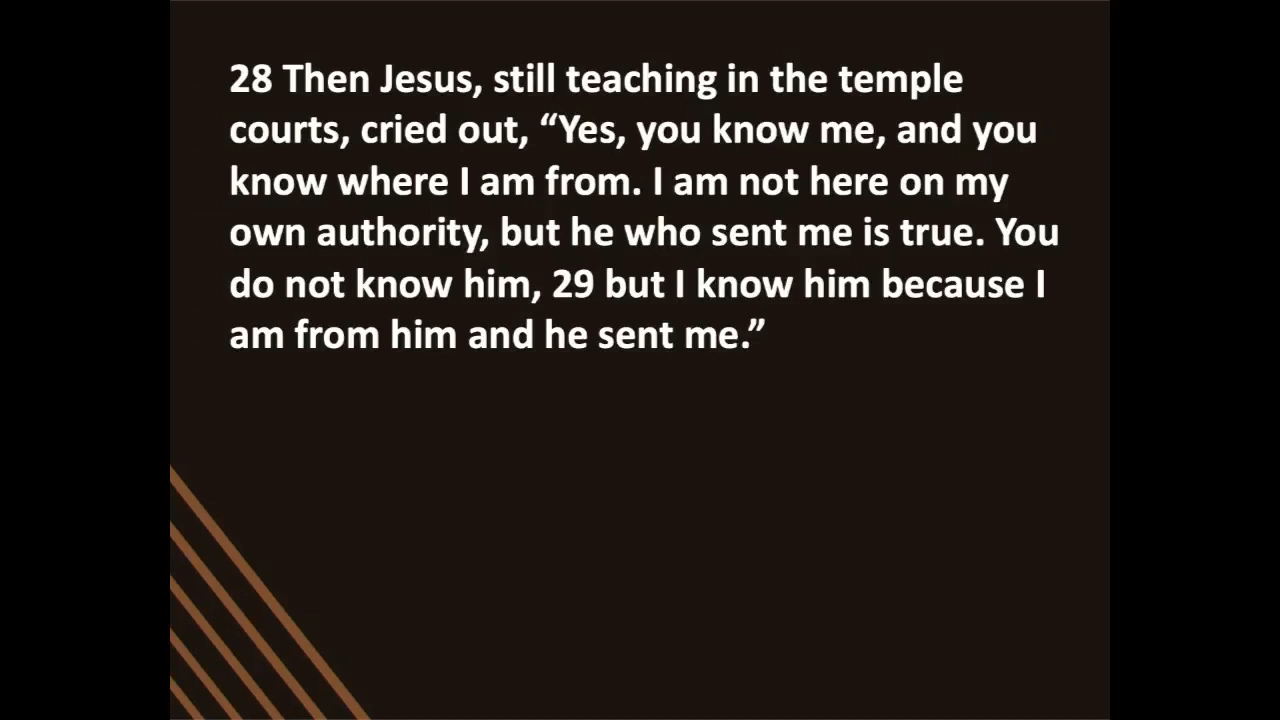 28 Then Jesus, still teaching in the temple
courts, cried out, “Yes, you know me, and you
know where I am from. I am not here on my
own authority, but he who sent me is true. You
do not know him, 29 but I know him because I
am from him and he sent me.”